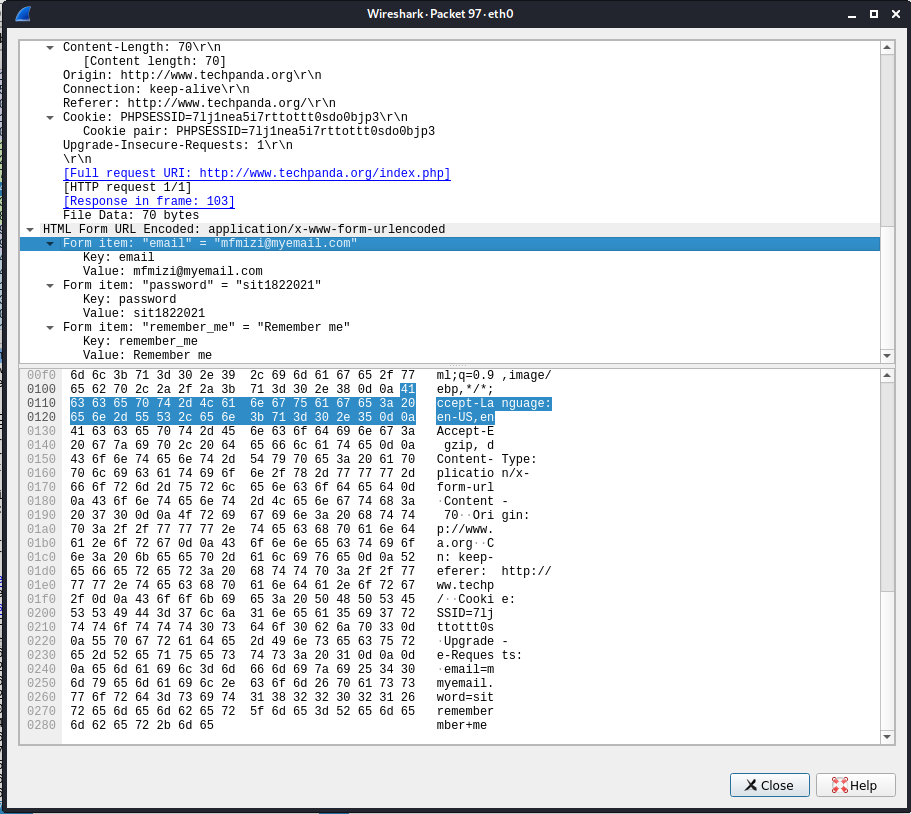 Wireshark · Packet 97 · eth0
Content-Length: 70\r\n
[Content length: 70]
Origin: http://www.techpanda.org\r\n
Connection: keep-alive\r\n
Referer: http://www.techpanda.org/\r\n
Cookie: PHPSESSID=7lj1nea5i7rttottt0sdo0bjp3\r\n
Cookie pair: PHPSESSID=7lj1nea5i7rttottt0sdo0bjp3
Upgrade-Insecure-Requests: 1\r\n
\r\n
[Full request URI: http://www.techpanda.org/index.php]
[HTTP request 1/1]
[Response in frame: 103]
File Data: 70 bytes
HTML Form URL Encoded: application/x-www-form-urlencoded
Form item: "email" = "mfmizi@myemail.com"
Key: email
Value: mfmizi@myemail.com
Form item: "password" = "sit1822021"
Key: password
Value: sit1822021
Form item: "remember_me" = "Remember me"
Key: remember_me
Value: Remember me
00f0 6d 6c 3b 71 3d 30 2e 39 2c 69 6d 61 67 65 2f 77 ml;q=0.9 ,image/
0100 65 62 70 2c 2a 2f 2a 3b 71 3d 30 2e 38 0d 0a 41 ebp,*/*;
0110 63 63 65 70 74 2d 4c 61 6e 67 75 61 67 65 3a 20 ccept-La nguage:
0120 65 6e 2d 55 53 2c 65 6e 3b 71 3d 30 2e 35 0d 0a en-US,en
0130 41 63 63 65 70 74 2d 45 6e 63 6f 64 69 6e 67 3a Accept-E
0140 20 67 7a 69 70 2c 20 64 65 66 6c 61 74 65 0d 0a gzip, d
0150 43 6f 6e 74 65 6e 74 2d 54 79 70 65 3a 20 61 70 Content- Type:
0160 70 6c 69 63 61 74 69 6f 6e 2f 78 2d 77 77 77 2d plicatio n/x-
0170 66 6f 72 6d 2d 75 72 6c 65 6e 63 6f 64 65 64 0d form-url
0180 0a 43 6f 6e 74 65 6e 74 2d 4c 65 6e 67 74 68 3a ·Content -
0190 20 37 30 0d 0a 4f 72 69 67 69 6e 3a 20 68 74 74 70··Ori gin:
01a0 70 3a 2f 2f 77 77 77 2e 74 65 63 68 70 61 6e 64 p://www.
01b0 61 2e 6f 72 67 0d 0a 43 6f 6e 6e 65 63 74 69 6f a.org··C
01c0 6e 3a 20 6b 65 65 70 2d 61 6c 69 76 65 0d 0a 52 n: keep-
01d0 65 66 65 72 65 72 3a 20 68 74 74 70 3a 2f 2f 77 eferer: http://
01e0 77 77 2e 74 65 63 68 70 61 6e 64 61 2e 6f 72 67 ww.techp
01f0 2f 0d 0a 43 6f 6f 6b 69 65 3a 20 50 48 50 53 45 /··Cooki e:
0200 53 53 49 44 3d 37 6c 6a 31 6e 65 61 35 69 37 72 SSID=7lj
0210 74 74 6f 74 74 74 30 73 64 6f 30 62 6a 70 33 0d ttottt0s
0220 0a 55 70 67 72 61 64 65 2d 49 6e 73 65 63 75 72 ·Upgrade -
0230 65 2d 52 65 71 75 65 73 74 73 3a 20 31 0d 0a 0d e-Reques ts:
0240 0a 65 6d 61 69 6c 3d 6d 66 6d 69 7a 69 25 34 30 ·email=m
0250 6d 79 65 6d 61 69 6c 2e 63 6f 6d 26 70 61 73 73 myemail.
0260 77 6f 72 64 3d 73 69 74 31 38 32 32 30 32 31 26 word=sit
0270 72 65 6d 65 6d 62 65 72 5f 6d 65 3d 52 65 6d 65 remember
0280 6d 62 65 72 2b 6d 65 mber+me
Close Help